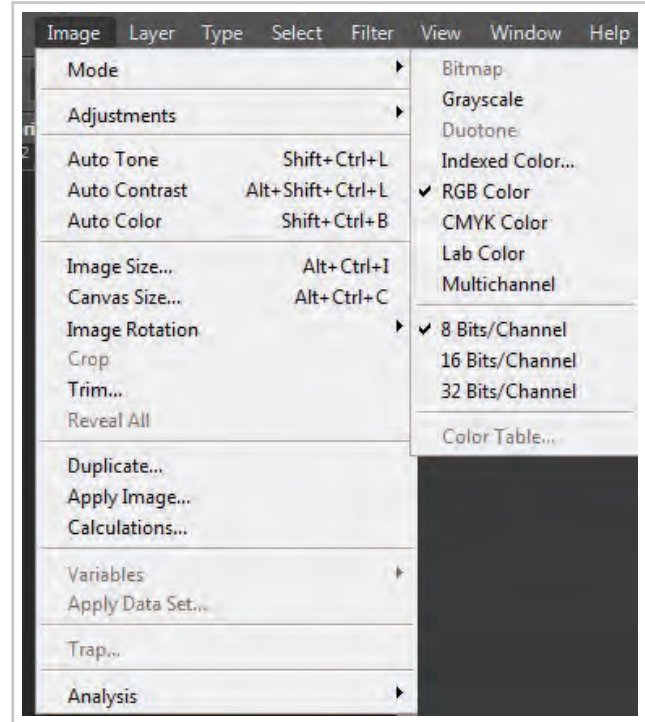 Image Layer Type Select Filter View Window Help
Mode
Adjustments
Auto Tone Shift+Ctrl+L
Auto Contrast Alt+Shift+Ctrl+L
Auto Color Shift+Ctrl+B
Image Size... Alt+Ctrl+I
Canvas Size... Alt+Ctrl+C
Image Rotation
Crop
Trim...
Reveal All
Duplicate...
Apply Image...
Calculations...
Variables
Apply Data Set...
Trap...
Analysis
Bitmap
Grayscale
Duotone
Indexed Color...
RGB Color
CMYK Color
Lab Color
Multichannel
8 Bits/Channel
16 Bits/Channel
32 Bits/Channel
Color Table...